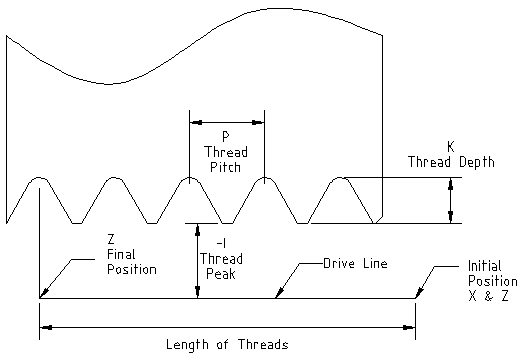 P
Thread
Pitch
K
Thread Depth
Z
Final
Position
-I
Thread
Peak
Drive Line
Initial
Position
X & Z
Length of Threads